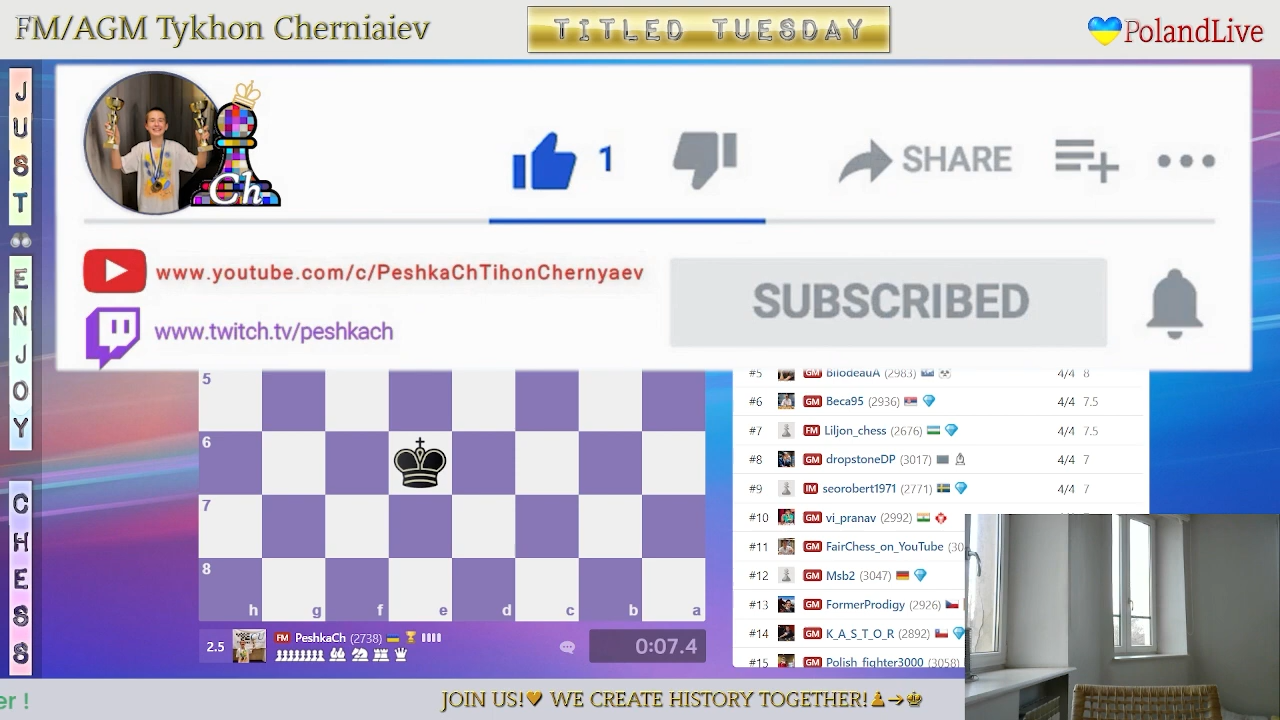 FM/AGM Tykhon Cherniaiev
TITLED TUESDAY
PolandLive
JUST
ENJOY
CHESS
Ch
1
SHARE
www.youtube.com/c/PeshkaChTihonChernyaev
www.twitch.tv/peshkach
SUBSCRIBED
5
6
7
8
h g f e d c b a
2.5 FM PeshkaCh (2738)
0:07.4
#5 GM BilodeauA (2983) 4/4 8
#6 GM Beca95 (2936) 4/4 7.5
#7 FM Liljon_chess (2676) 4/4 7.5
#8 GM dropstoneDP (3017) 4/4 7
#9 IM seorobert1971 (2771) 4/4 7
#10 GM vi_pranav (2992)
#11 GM FairChess_on_YouTube (30
#12 GM Msb2 (3047)
#13 GM FormerProdigy (2926)
#14 GM K_A_S_T_O_R (2892)
#15 GM Polish_fighter3000 (3058)
er !
JOIN US! WE CREATE HISTORY TOGETHER!